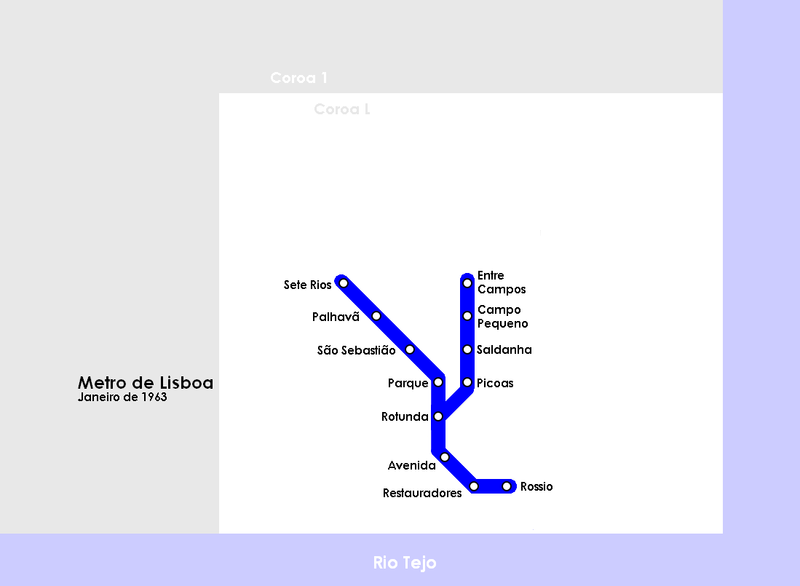 Coroa 1
Coroa L
Entre
Campos
Sete Rios
Campo
Pequeno
Palhavã
São Sebastião
Saldanha
Metro de Lisboa
Janeiro de 1963
Parque
Picoas
Rotunda
Avenida
Restauradores
Rossio
Rio Tejo